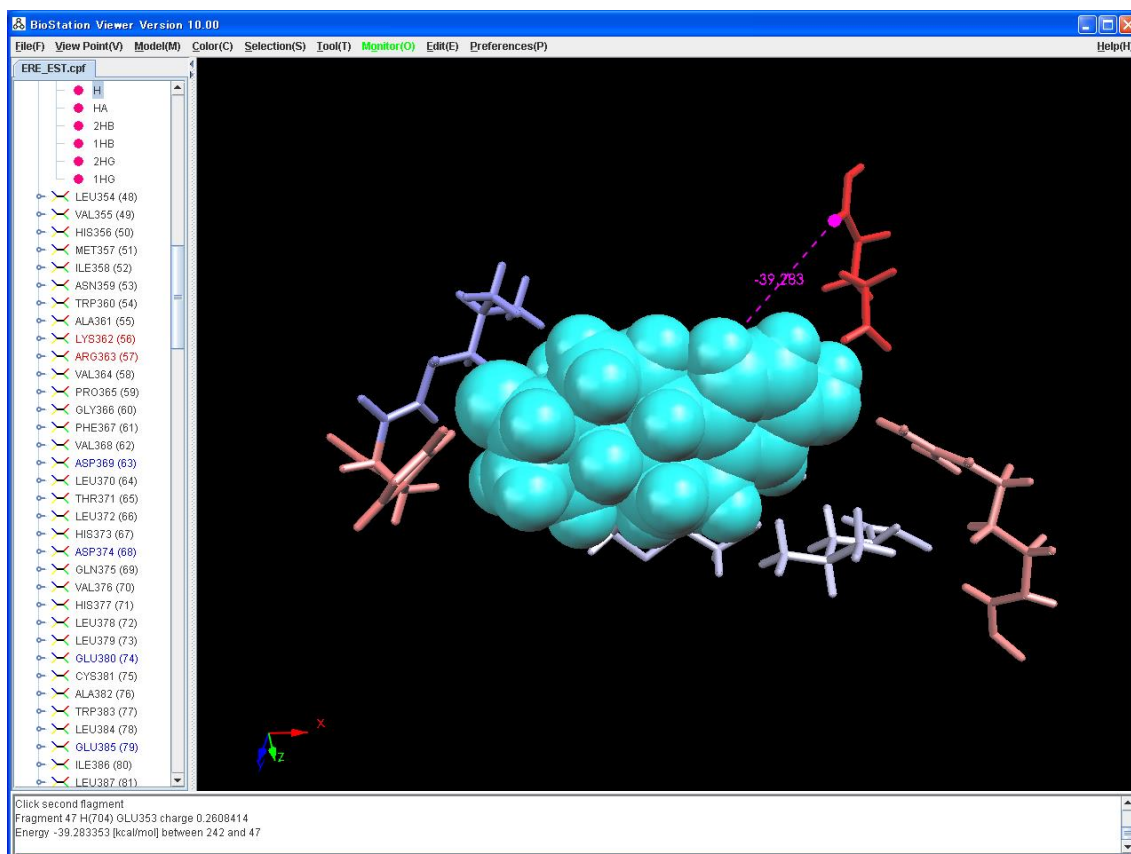 BioStation Viewer Version 10.00
File(F) View Point(V) Model(M) Color(C) Selection(S) Tool(T) Monitor(O) Edit(E) Preferences(P) Help(H)
ERE_EST.cpf
H
HA
2HB
1HB
2HG
1HG
LEU354 (48)
VAL355 (49)
HIS356 (50)
MET357 (51)
ILE358 (52)
ASN359 (53)
TRP360 (54)
ALA361 (55)
LYS362 (56)
ARG363 (57)
VAL364 (58)
PRO365 (59)
GLY366 (60)
PHE367 (61)
VAL368 (62)
ASP369 (63)
LEU370 (64)
THR371 (65)
LEU372 (66)
HIS373 (67)
ASP374 (68)
GLN375 (69)
VAL376 (70)
HIS377 (71)
LEU378 (72)
LEU379 (73)
GLU380 (74)
CYS381 (75)
ALA382 (76)
TRP383 (77)
LEU384 (78)
GLU385 (79)
ILE386 (80)
LEU387 (81)
-39.283
X
Z
Click second flagment
Fragment 47 H(704) GLU353 charge 0.2608414
Energy -39.283353 [kcal/mol] between 242 and 47